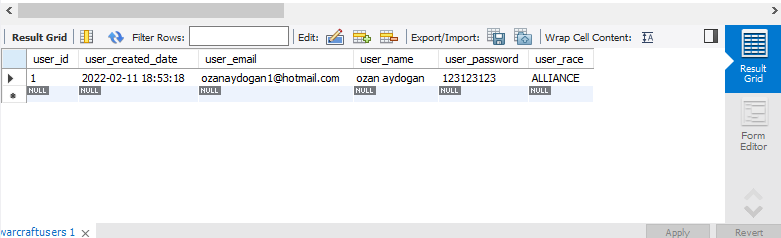 Result Grid Filter Rows: Edit: Export/Import: Wrap Cell Content: IA
user_id user_created_date user_email user_name user_password user_race
1 2022-02-11 18:53:18 ozanaydogan1@hotmail.com ozan aydogan 123123123 ALLIANCE
NULL NULL NULL NULL NULL NULL
Result
Grid
Form
Editor
warcraftusers 1 Apply Revert